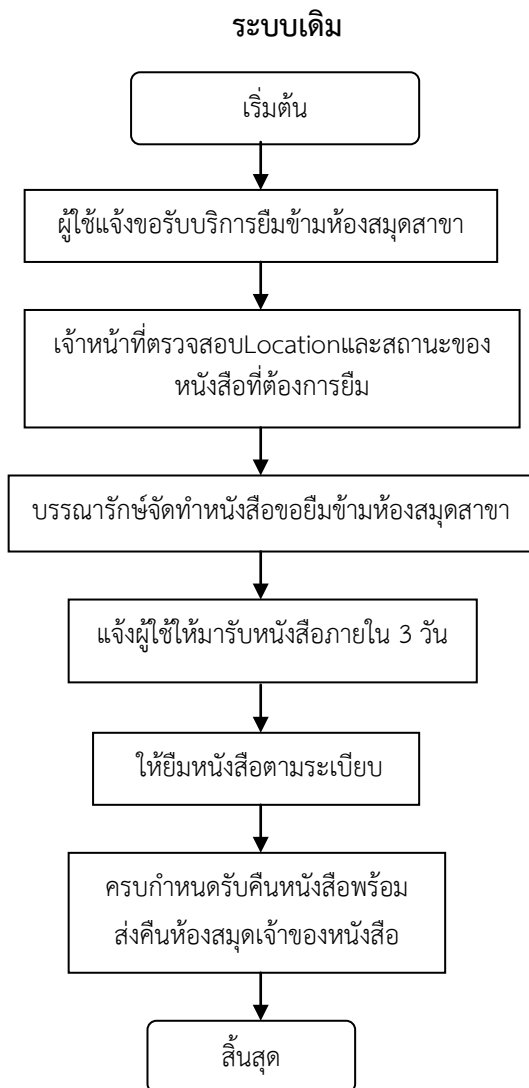 ระบบเดิม
เริ่มต้น
ผู้ใช้แจ้งขอรับบริการยืมข้ามห้องสมุดสาขา
เจ้าหน้าที่ตรวจสอบLocationและสถานะของ
หนังสือที่ต้องการยืม
บรรณารักษ์จัดทำหนังสือขอยืมข้ามห้องสมุดสาขา
แจ้งผู้ใช้ให้มารับหนังสือภายใน 3 วัน
ให้ยืมหนังสือตามระเบียบ
ครบกำหนดรับคืนหนังสือพร้อม
ส่งคืนห้องสมุดเจ้าของหนังสือ
สิ้นสุด